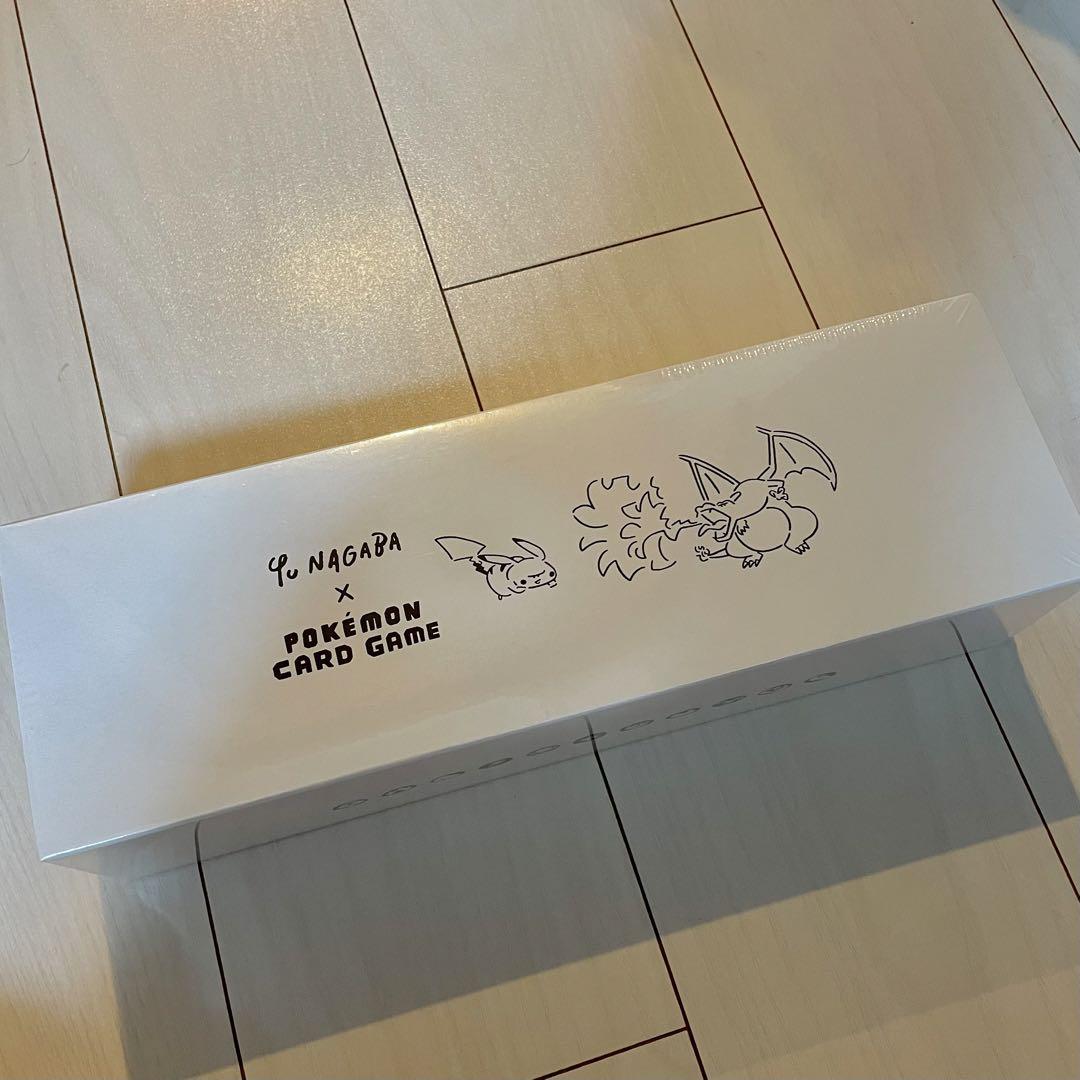 Yu NAGABA
×
POKÉMON
CARD GAME